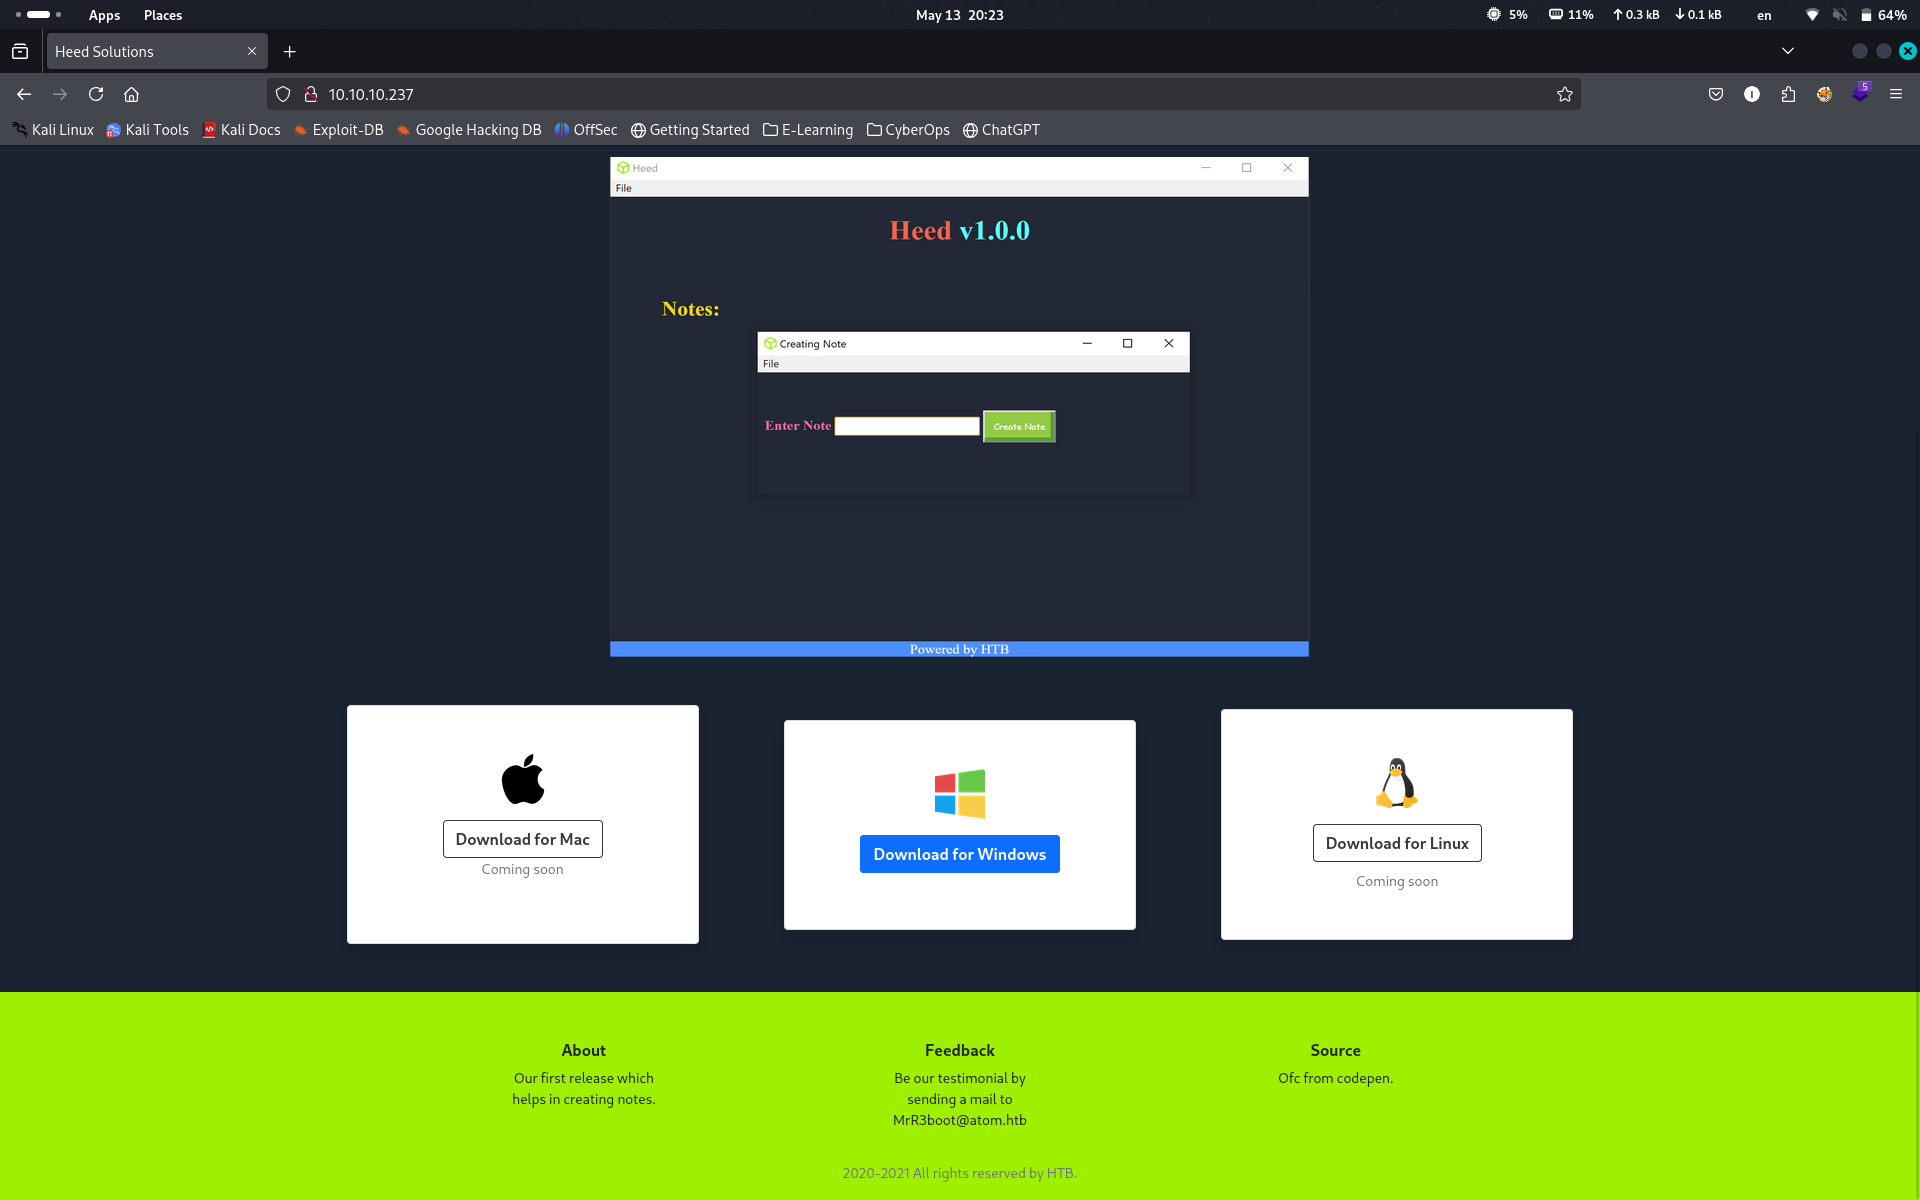 Apps Places May 13 20:23 5% 11% 0.3 kB 0.1 kB en 64%
Heed Solutions
10.10.10.237 5
Kali Linux Kali Tools Kali Docs Exploit-DB Google Hacking DB OffSec Getting Started E-Learning CyberOps ChatGPT
Heed
File
Heed v1.0.0
Notes:
Creating Note
File
Enter Note Create Note
Powered by HTB
Download for Mac
Coming soon
Download for Windows
Download for Linux
Coming soon
About
Our first release which
helps in creating notes.
Feedback
Be our testimonial by
sending a mail to
MrR3boot@atom.htb
Source
Ofc from codepen.
2020-2021 All rights reserved by HTB.